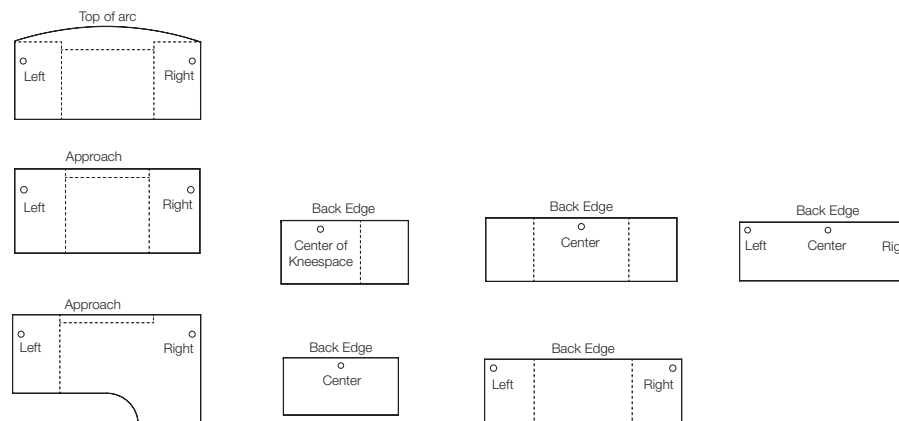 Top of arc
Left
Right
Approach
Left
Right
Approach
Left
Right
Back Edge
Center of
Kneespace
Back Edge
Center
Back Edge
Center
Back Edge
Left
Right
Back Edge
Left
Center